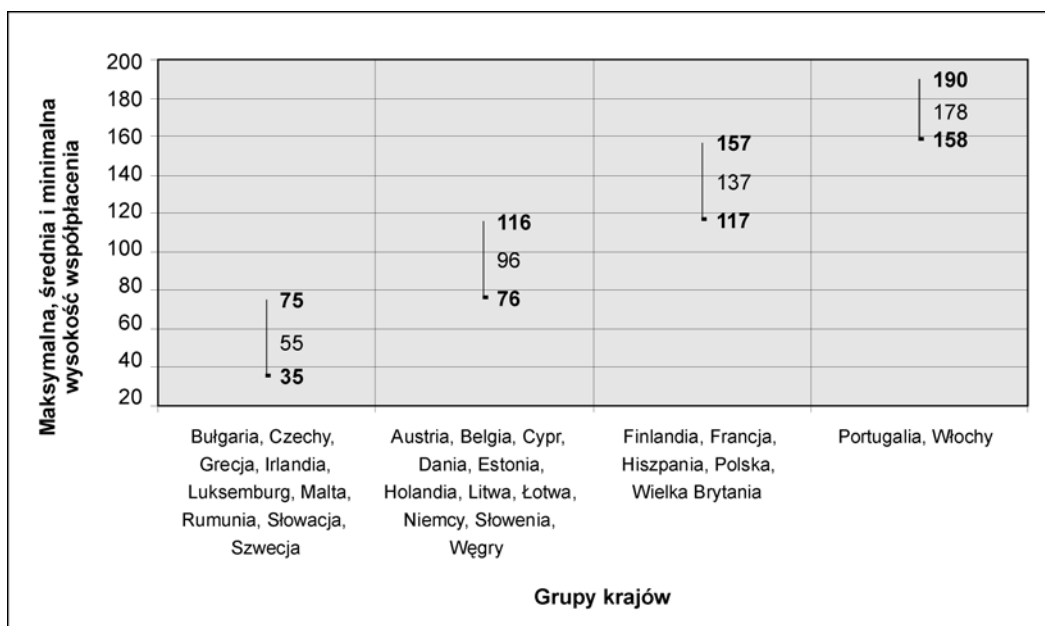 Maksymalna, średnia i minimalna
wysokość współpłacenia
200
180
160
140
120
100
80
60
40
20
75
55
35
116
96
76
157
137
117
190
178
158
Bułgaria, Czechy,
Grecja, Irlandia,
Luksemburg, Malta,
Rumunia, Słowacja,
Szwecja
Austria, Belgia, Cypr,
Dania, Estonia,
Holandia, Litwa, Łotwa,
Niemcy, Słowenia,
Węgry
Finlandia, Francja,
Hiszpania, Polska,
Wielka Brytania
Portugalia, Włochy
Grupy krajów